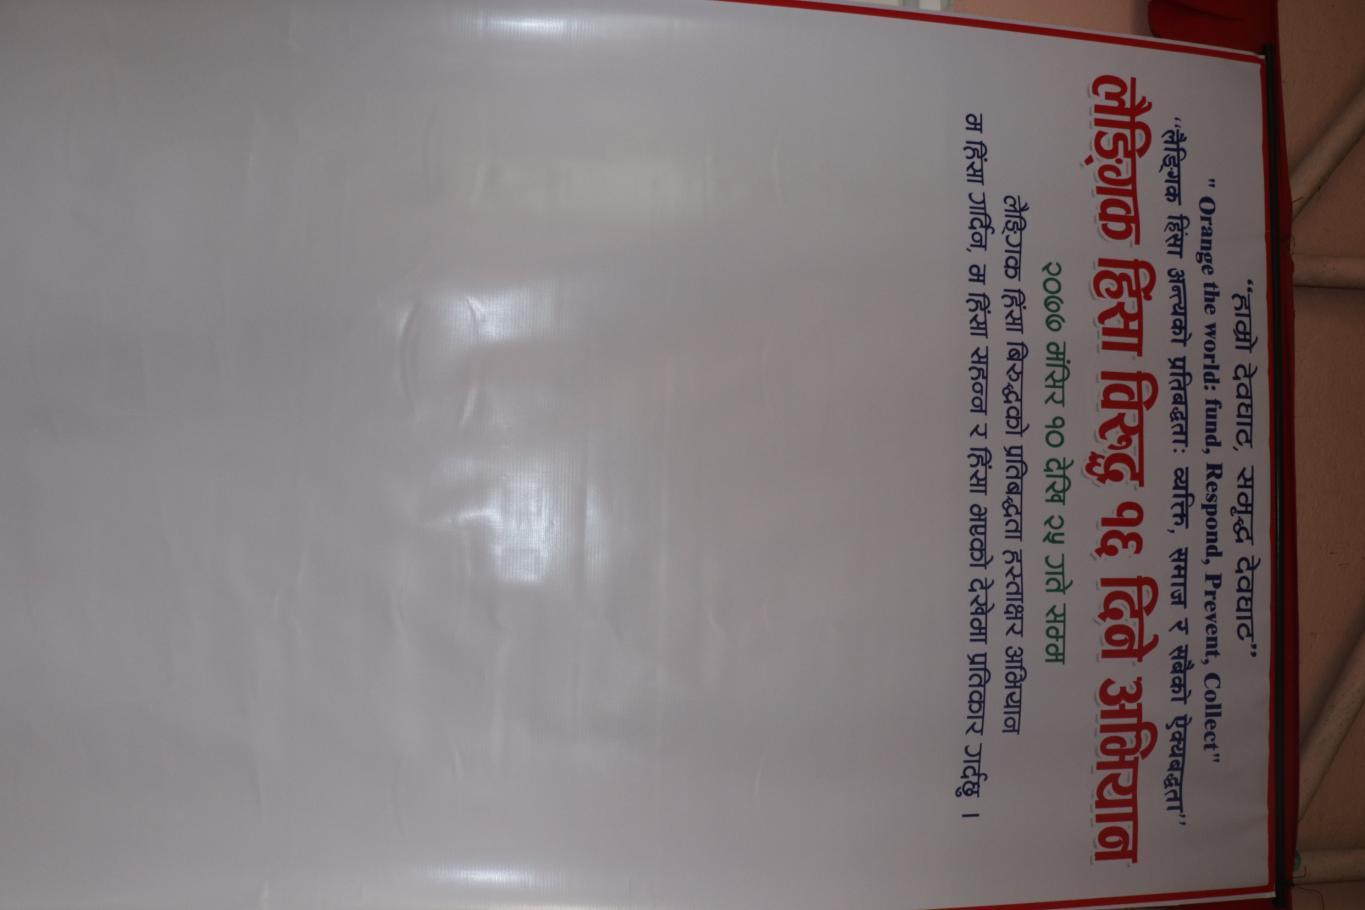 “हाम्रो देवघाट, समृद्ध देवघाट”
" Orange the world: fund, Respond, Prevent, Collect"
“लैङ्गिक हिंसा अन्त्यको प्रतिबद्धताः व्यक्ति, समाज र सबैको ऐक्यबद्धता”
लैङ्गिक हिंसा विरुद्ध १६ दिने अभियान
२०७७ मंसिर १० देखि २५ गते सम्म
लैङ्गिक हिंसा बिरुद्धको प्रतिबद्धता हस्ताक्षर अभियान
म हिंसा गर्दिन, म हिंसा सहन्न र हिंसा भएको देखेमा प्रतिकार गर्दछु ।